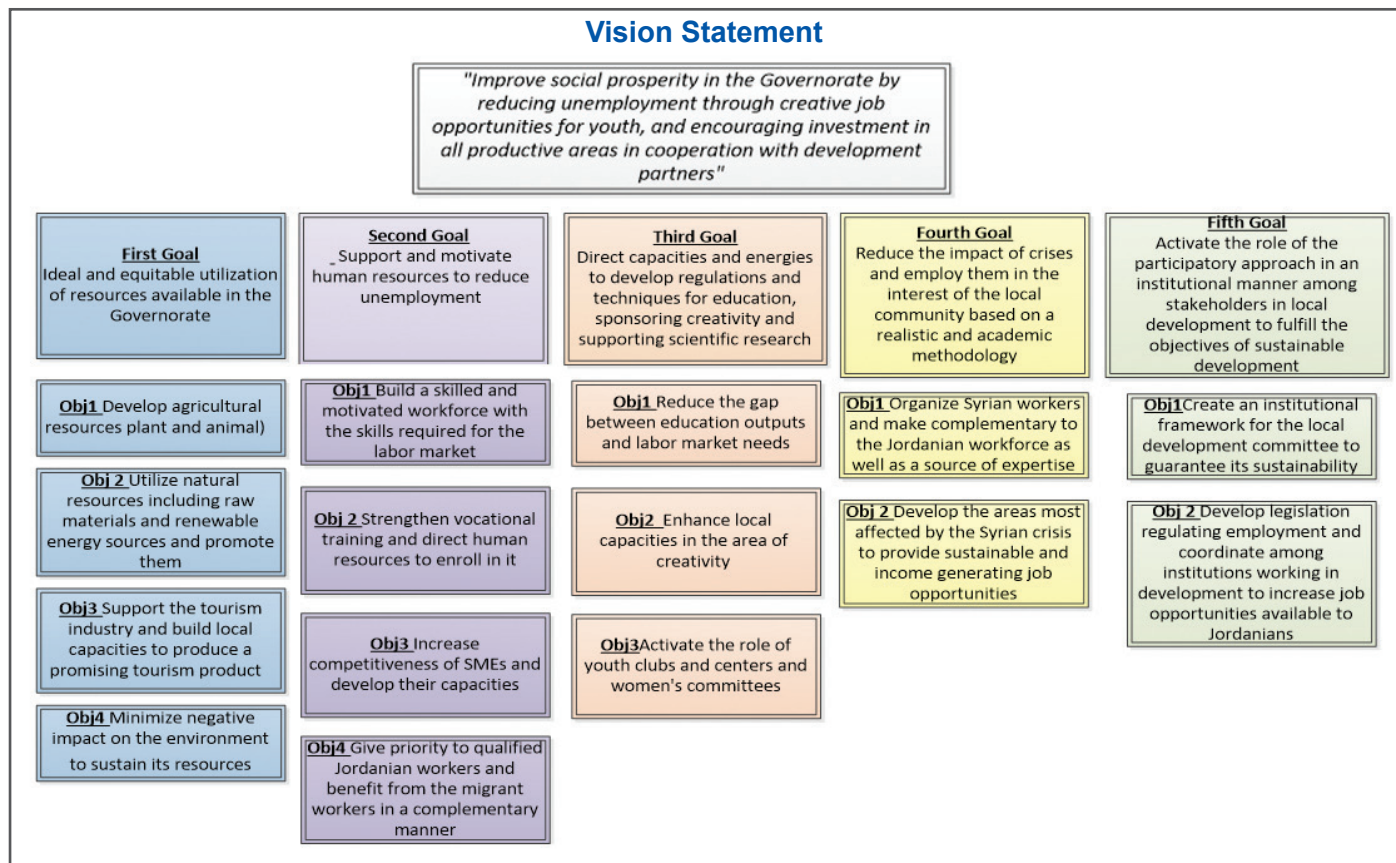 Vision Statement
"Improve social prosperity in the Governorate by
reducing unemployment through creative job
opportunities for youth, and encouraging investment in
all productive areas in cooperation with development
partners"
First Goal
Ideal and equitable utilization
of resources available in the
Governorate
Obj1 Develop agricultural
resources plant and animal)
Obj 2 Utilize natural
resources including raw
materials and renewable
energy sources and promote
them
Obj3 Support the tourism
industry and build local
capacities to produce a
promising tourism product
Obj4 Minimize negative
impact on the environment
to sustain its resources
Second Goal
_Support and motivate
human resources to reduce
unemployment
Obj1 Build a skilled and
motivated workforce with
the skills required for the
labor market
Obj 2 Strengthen vocational
training and direct human
resources to enroll in it
Obj3 Increase
competitiveness of SMEs and
develop their capacities
Obj4 Give priority to qualified
Jordanian workers and
benefit from the migrant
workers in a complementary
manner
Third Goal
Direct capacities and energies
to develop regulations and
techniques for education,
sponsoring creativity and
supporting scientific research
Obj1 Reduce the gap
between education outputs
and labor market needs
Obj2 Enhance local
capacities in the area of
creativity
Obj3Activate the role of
youth clubs and centers and
women's committees
Fourth Goal
Reduce the impact of crises
and employ them in the
interest of the local
community based on a
realistic and academic
methodology
Obj1 Organize Syrian workers
and make complementary to
the Jordanian workforce as
well as a source of expertise
Obj 2 Develop the areas most
affected by the Syrian crisis
to provide sustainable and
income generating job
opportunities
Fifth Goal
Activate the role of the
participatory approach in an
institutional manner among
stakeholders in local
development to fulfill the
objectives of sustainable
development
Obj1Create an institutional
framework for the local
development committee to
guarantee its sustainability
Obj 2 Develop legislation
regulating employment and
coordinate among
institutions working in
development to increase job
opportunities available to
Jordanians